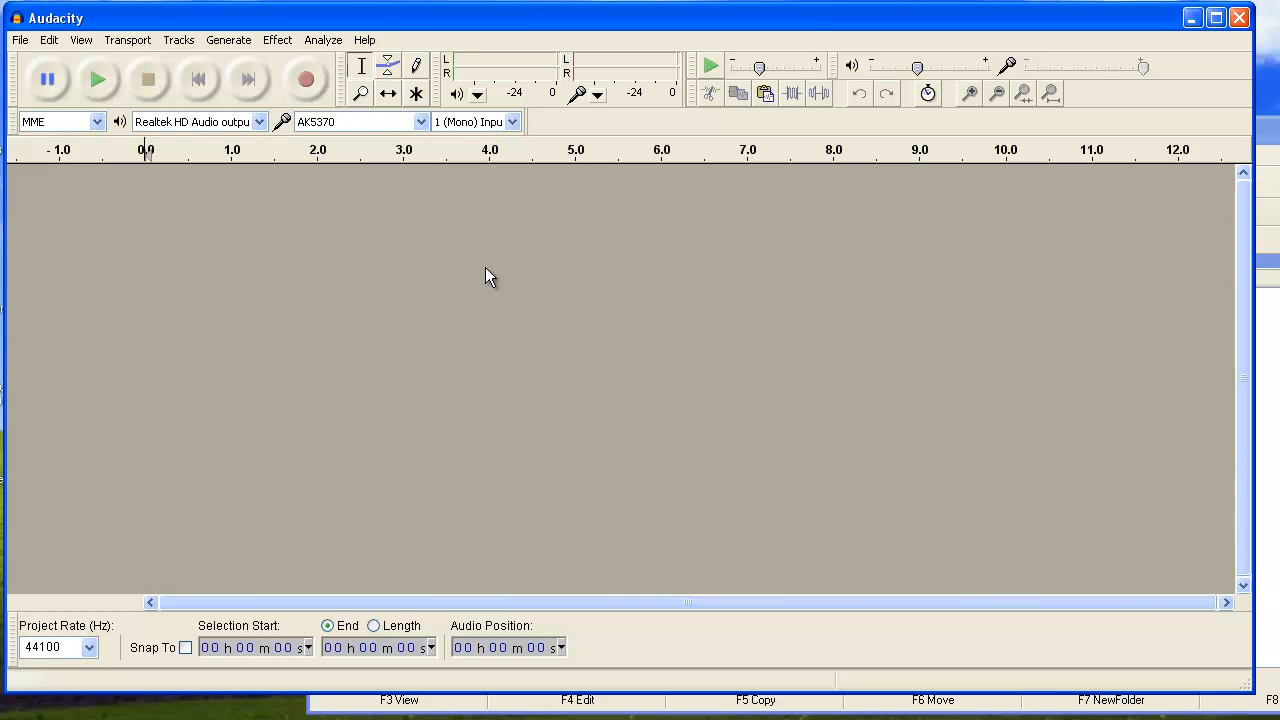 Audacity
File Edit View Transport Tracks Generate Effect Analyze Help
L R L R
-24 0 -24 0
MME Realtek HD Audio outpu AK5370 1 (Mono) Inpu
- 1.0 0.0 1.0 2.0 3.0 4.0 5.0 6.0 7.0 8.0 9.0 10.0 11.0 12.0
Project Rate (Hz): Selection Start: End Length Audio Position:
44100 Snap To 00 h 00 m 00 s 00 h 00 m 00 s 00 h 00 m 00 s
F3 View F4 Edit F5 Copy F6 Move F7 NewFolder F8